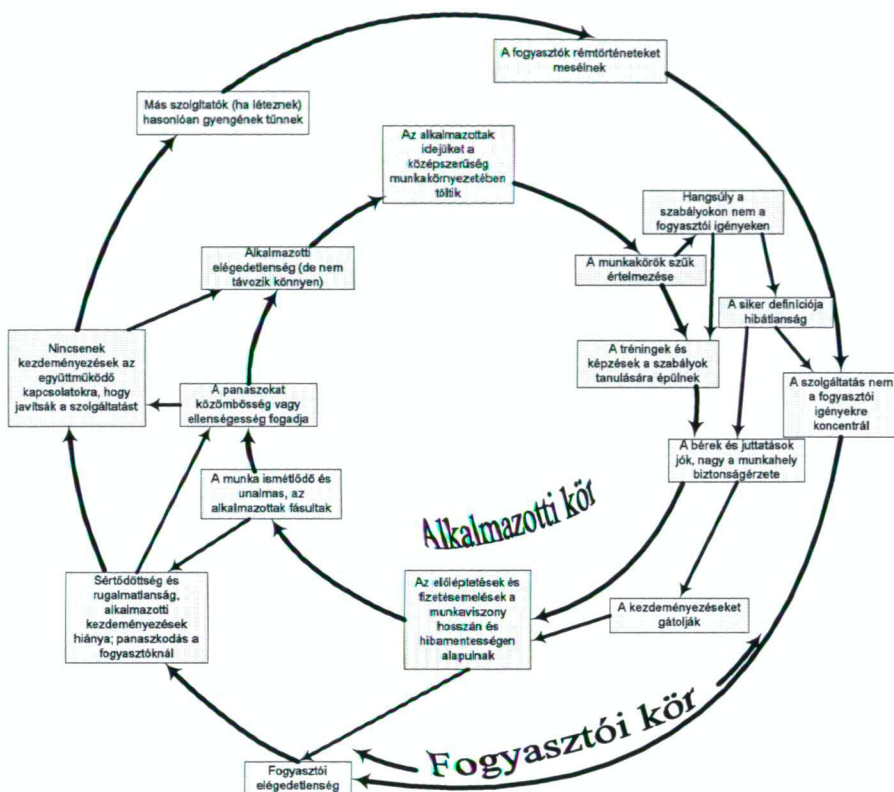 A fogyasztók rémtörténeteket
mesélnek
Más szolgltatók (ha léteznek)
hasonlóan gyengének tűnnek
Az alkalmazottak
idejüket a
középszerűség
munkakörnyezetében
töltik
Hangsúly a
szabályokon nem a
fogyasztói igényeken
Alkalmazotti
elégedetlenség (de nem
távozik könnyen)
A munkakörök szűk
értelmezése
A siker definíciója
hibátlanság
Nincsenek
kezdeményezések az
együttműködő
kapcsolatokra, hogy
javítsák a szolgáltatást
A tréningek és
képzések a szabályok
tanulására épülnek
A szolgáltatás nem
a fogyasztói
igényekre
koncentrál
A panaszokat
közömbösség vagy
ellenségesség fogadja
A bérek és juttatások
jók, nagy a munkahely
biztonságérzete
A munka ismétlődő és
unalmas, az
alkalmazottak fásultak
Alkalmazotti kör
Sértődöttség és
rugalmatlanság,
alkalmazotti
kezdeményezések
hiánya; panaszkodás a
fogyasztóknál
Az előléptetések és
fizetésemelések a
munkaviszony
hosszán és
hibamentességen
alapulnak
A kezdeményezéseket
gátolják
Fogyasztói kör
Fogyasztói
elégedetlenség